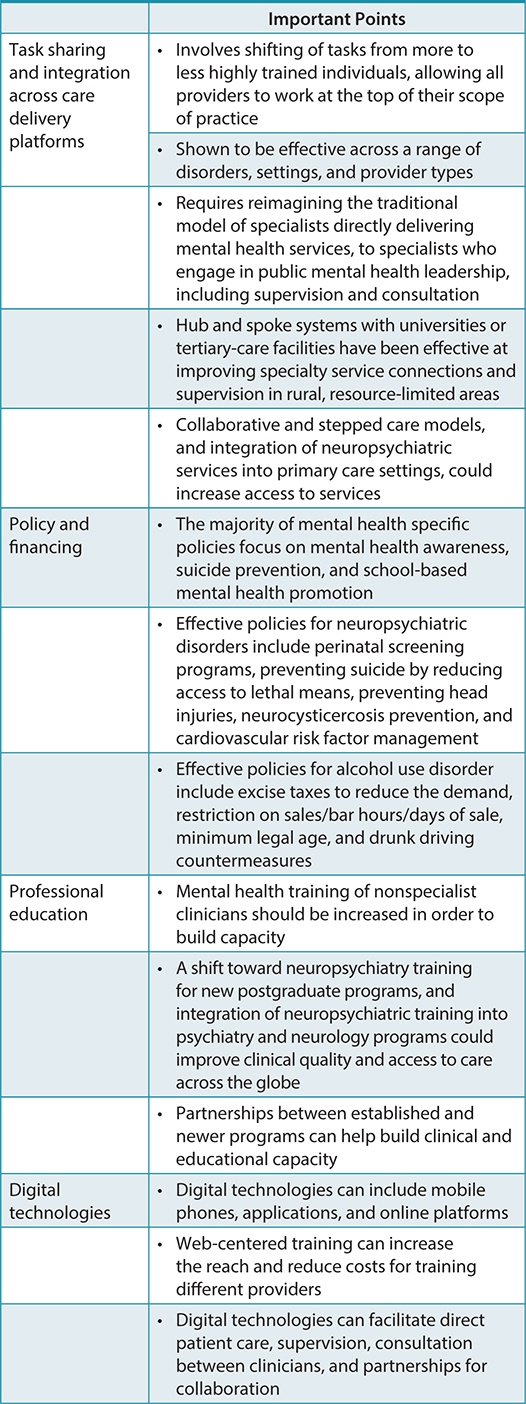 Important Points
Task sharing
and integration
across care
delivery
platforms
• Involves shifting of tasks from more to
less highly trained individuals, allowing all
providers to work at the top of their scope
of practice
• Shown to be effective across a range of
disorders, settings, and provider types
• Requires reimagining the traditional
model of specialists directly delivering
mental health services, to specialists who
engage in public mental health leadership,
including supervision and consultation
• Hub and spoke systems with universities or
tertiary-care facilities have been effective at
improving specialty service connections and
supervision in rural, resource-limited areas
• Collaborative and stepped care models,
and integration of neuropsychiatric
services into primary care settings, could
increase access to services
Policy and
financing
• The majority of mental health specific
policies focus on mental health awareness,
suicide prevention, and school-based
mental health promotion
• Effective policies for neuropsychiatric
disorders include perinatal screening
programs, preventing suicide by reducing
access to lethal means, preventing head
injuries, neurocysticercosis prevention, and
cardiovascular risk factor management
• Effective policies for alcohol use disorder
include excise taxes to reduce the demand,
restriction on sales/bar hours/days of sale,
minimum legal age, and drunk driving
countermeasures
Professional
education
• Mental health training of nonspecialist
clinicians should be increased in order to
build capacity
• A shift toward neuropsychiatry training
for new postgraduate programs, and
integration of neuropsychiatric training into
psychiatry and neurology programs could
improve clinical quality and access to care
across the globe
• Partnerships between established and
newer programs can help build clinical and
educational capacity
Digital
technologies
• Digital technologies can include mobile
phones, applications, and online platforms
• Web-centered training can increase
the reach and reduce costs for training
different providers
• Digital technologies can facilitate direct
patient care, supervision, consultation
between clinicians, and partnerships for
collaboration